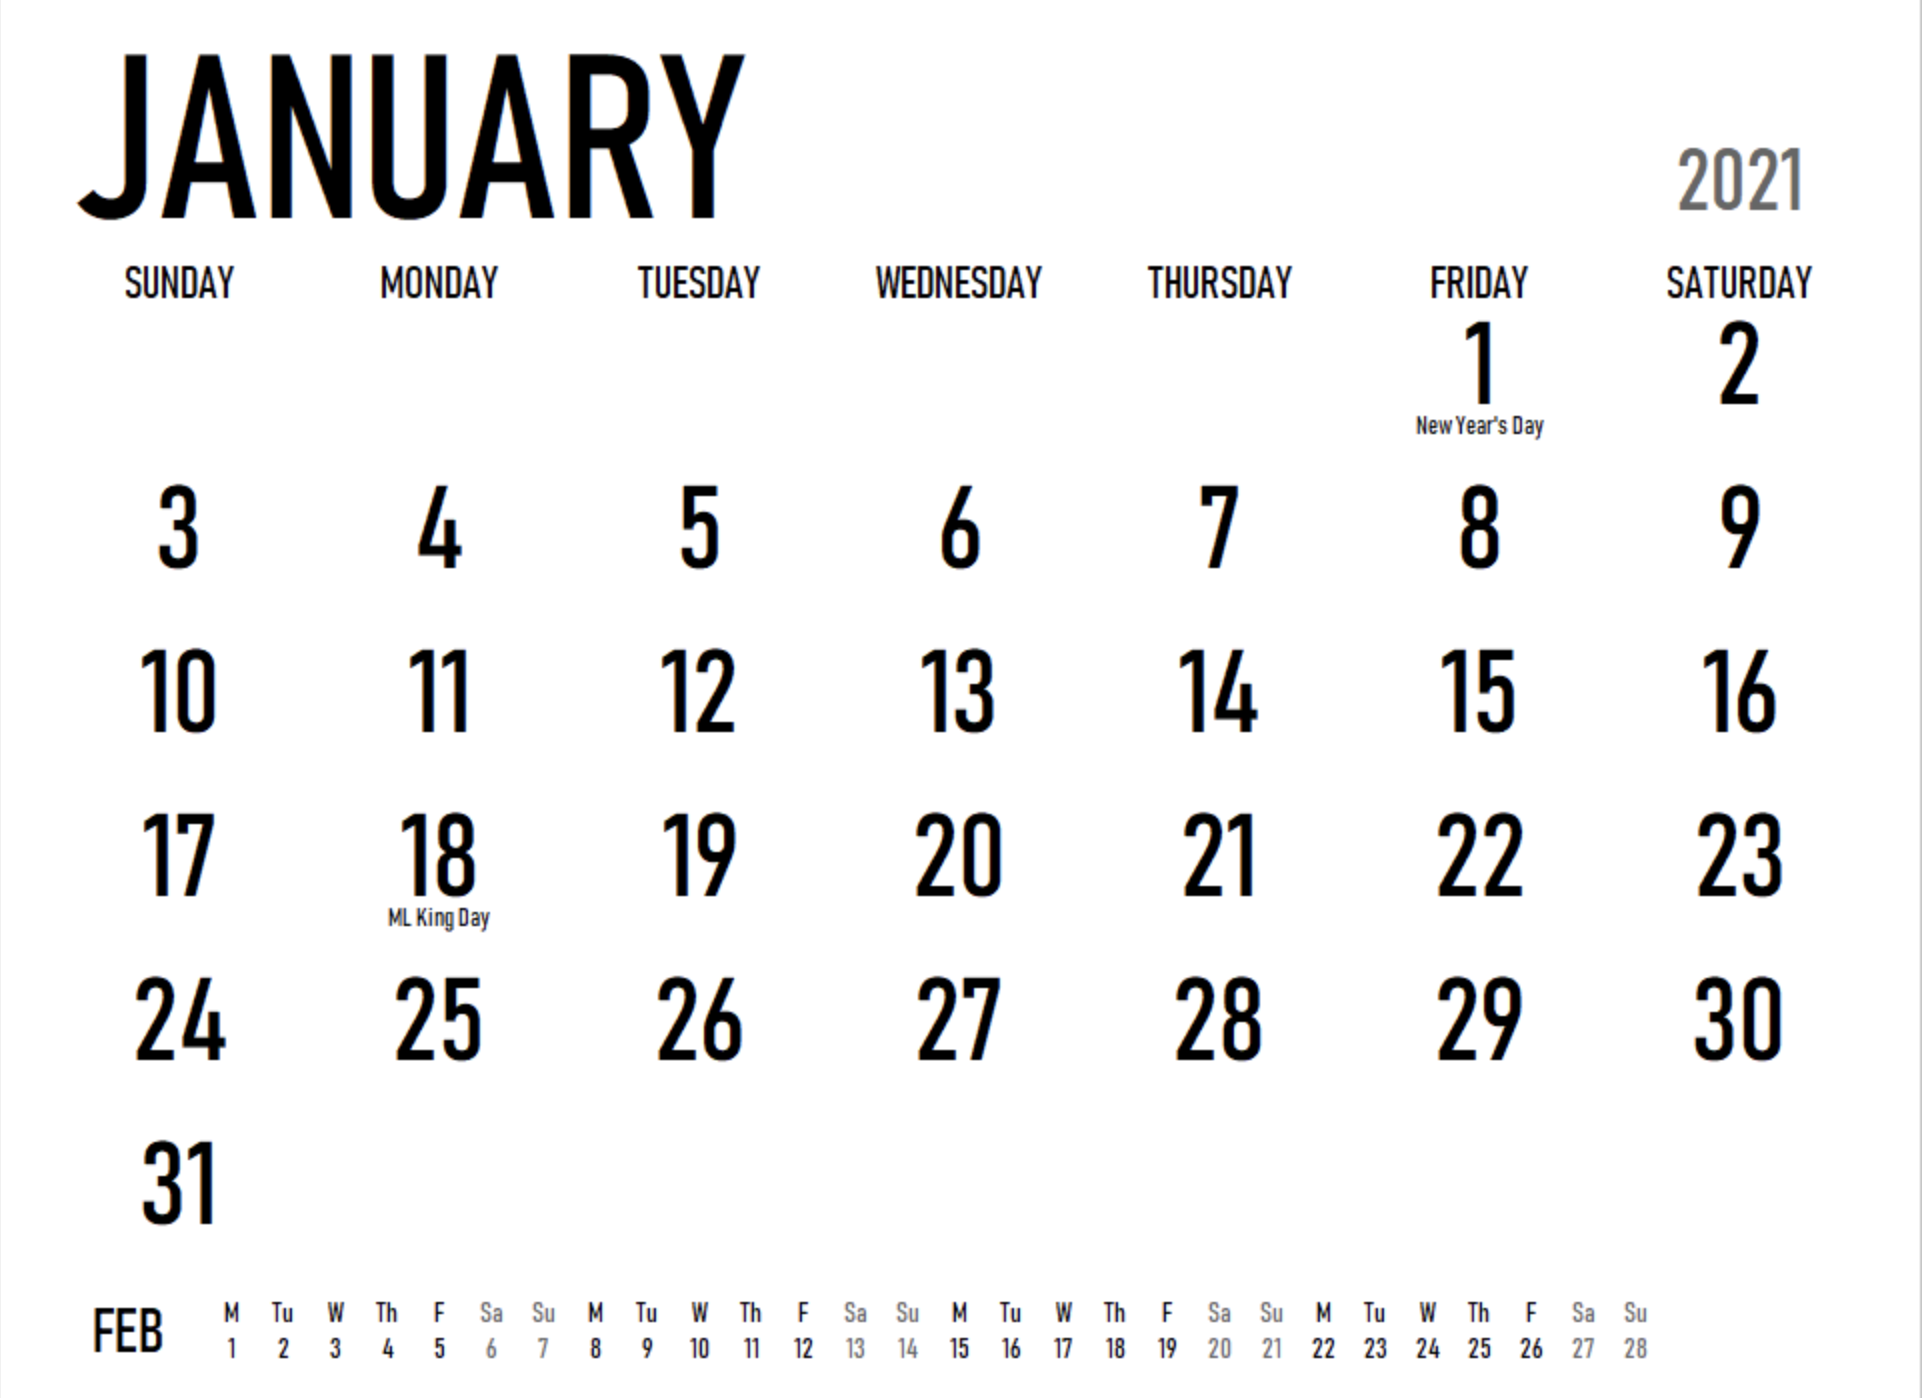 JANUARY
2021
SUNDAY MONDAY TUESDAY WEDNESDAY THURSDAY FRIDAY SATURDAY
1 2
New Year's Day
3 4 5 6 7 8 9
10 11 12 13 14 15 16
17 18 19 20 21 22 23
ML King Day
24 25 26 27 28 29 30
31
FEB
M Tu W Th F Sa Su M Tu W Th F Sa Su M Tu W Th F Sa Su M Tu W Th F Sa Su
1 2 3 4 5 6 7 8 9 10 11 12 13 14 15 16 17 18 19 20 21 22 23 24 25 26 27 28